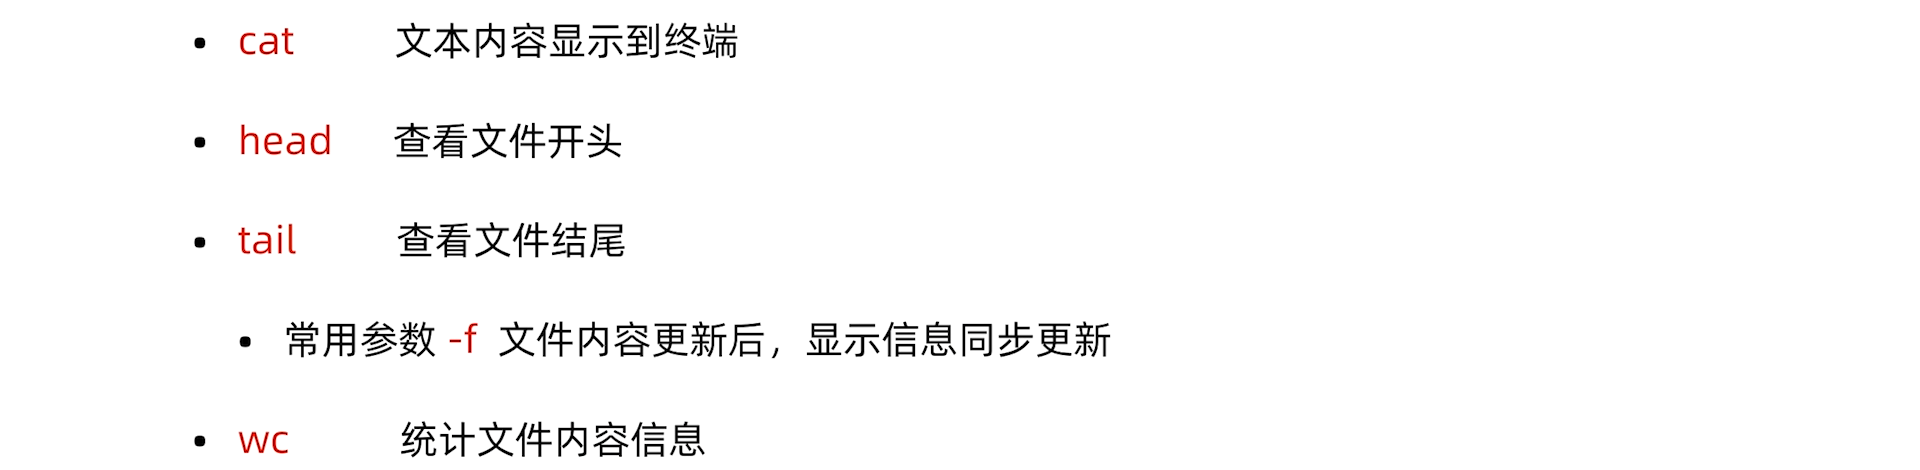 • cat 文本内容显示到终端
• head 查看文件开头
• tail 查看文件结尾
• 常用参数 -f 文件内容更新后，显示信息同步更新
• wc 统计文件内容信息